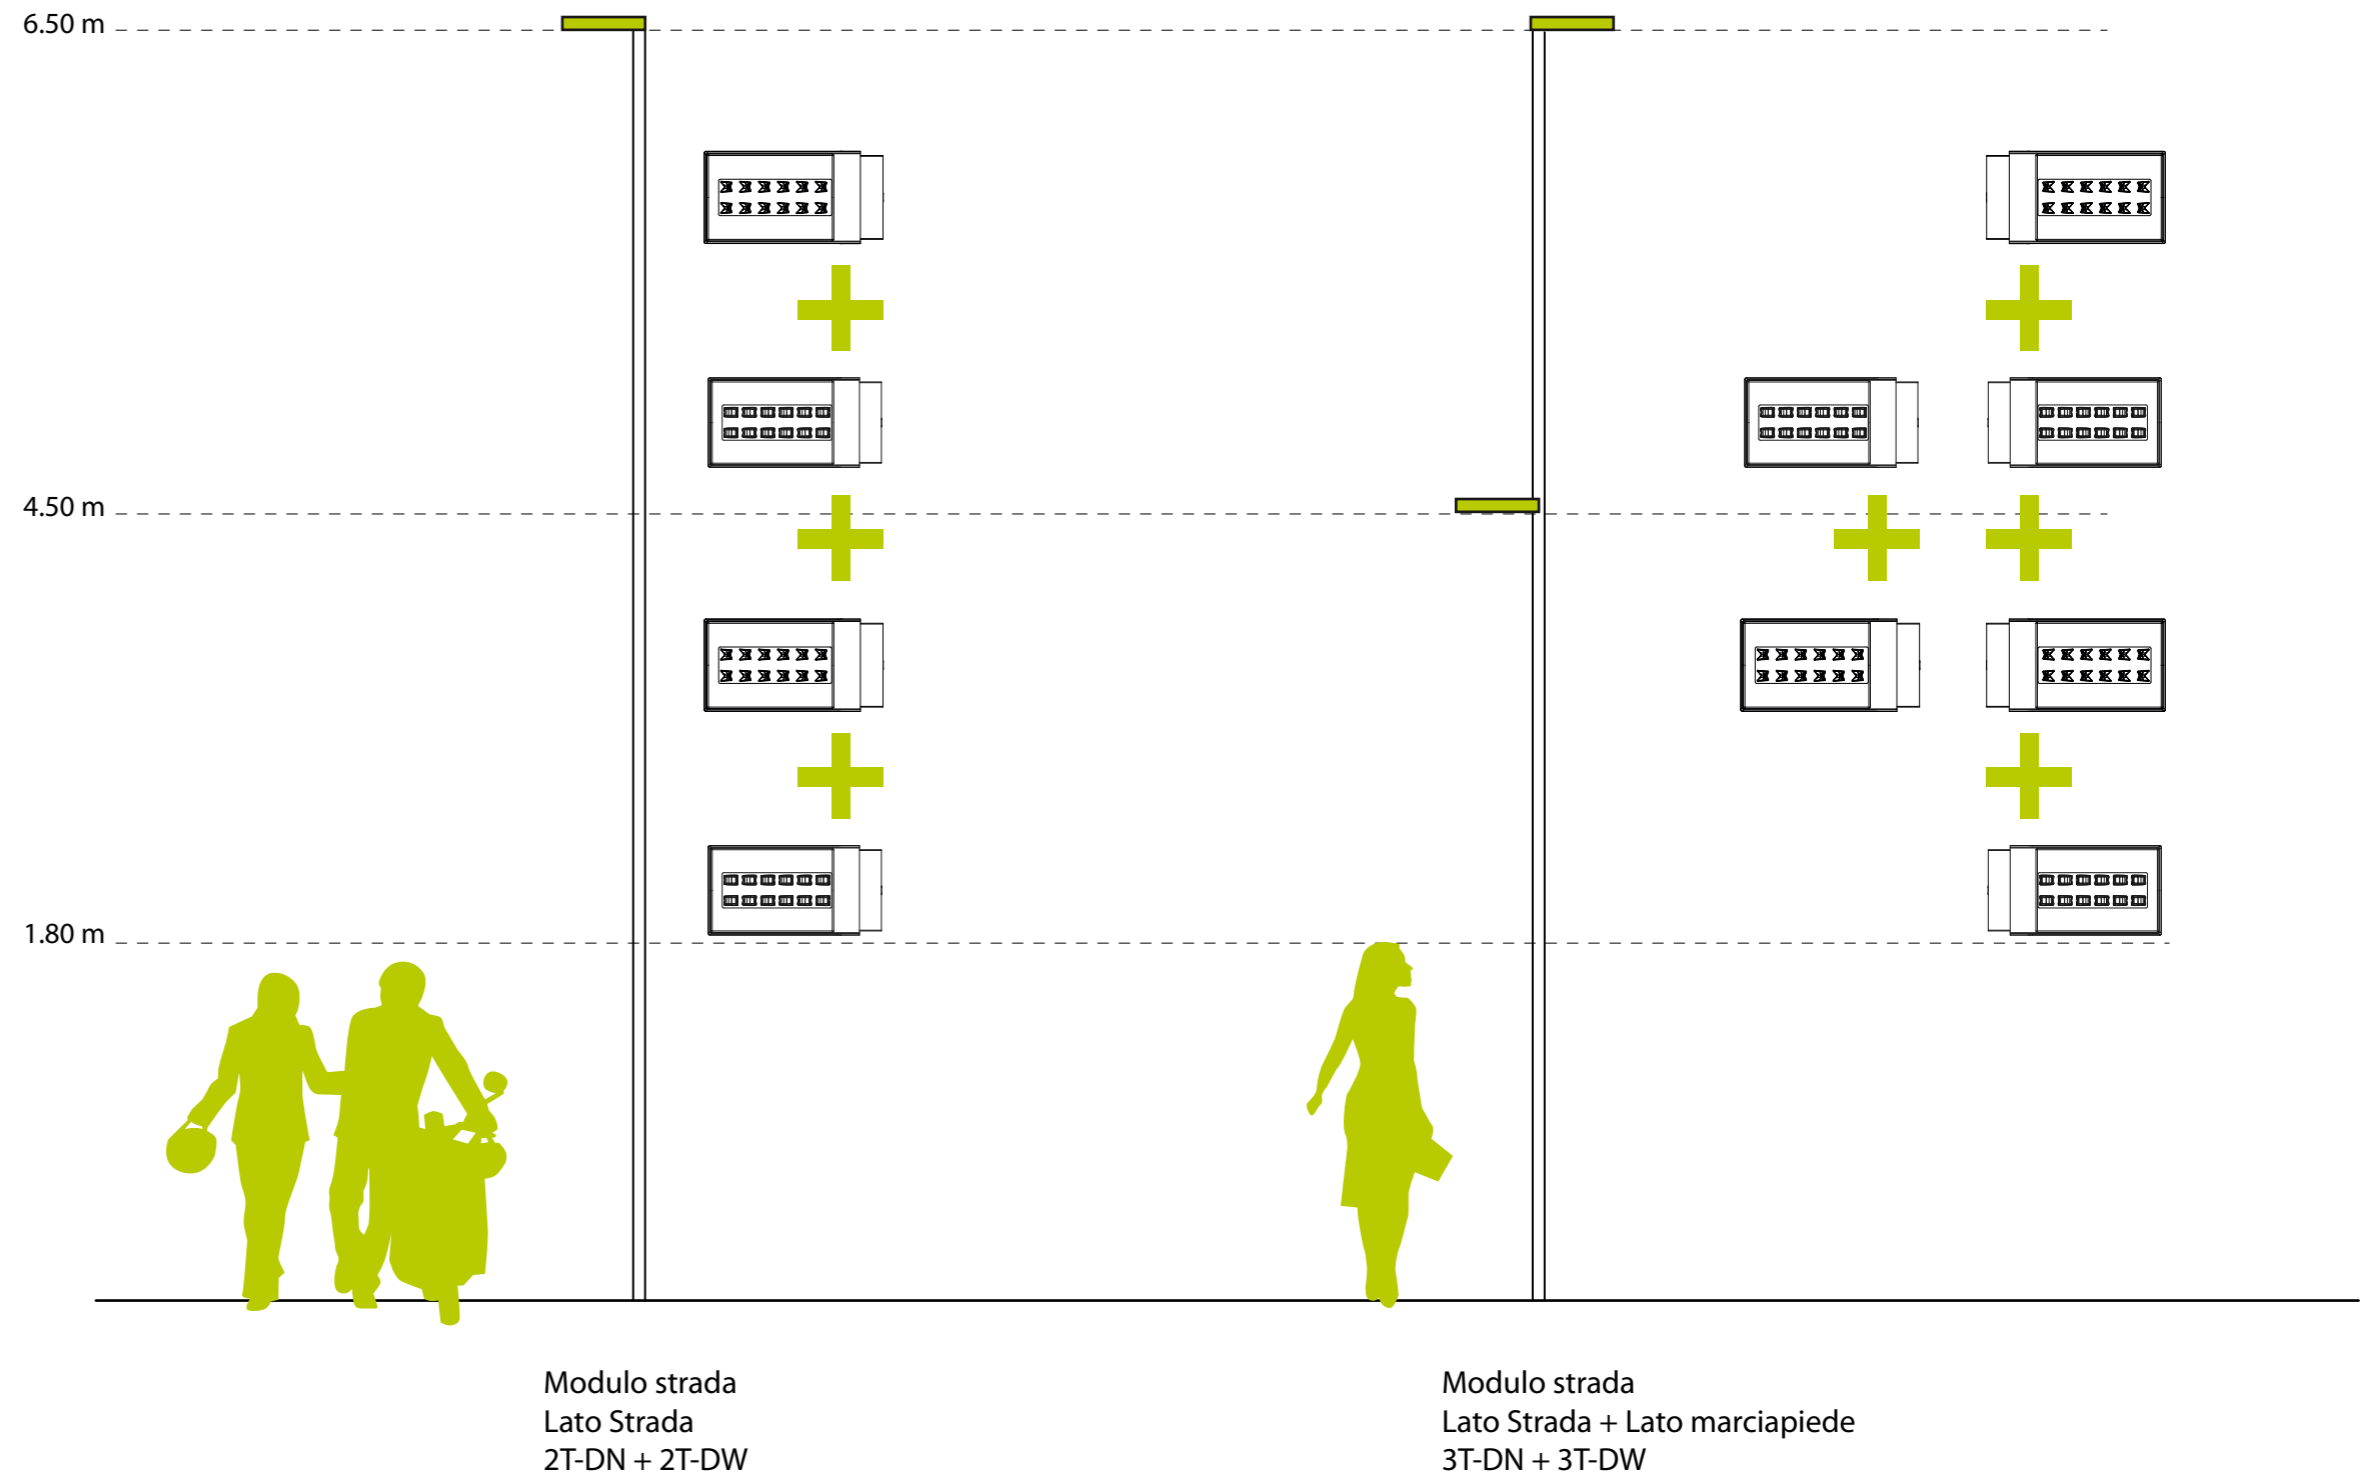 6.50 m
4.50 m
1.80 m
Modulo strada
Lato Strada
2T-DN + 2T-DW
Modulo strada
Lato Strada + Lato marciapiede
3T-DN + 3T-DW